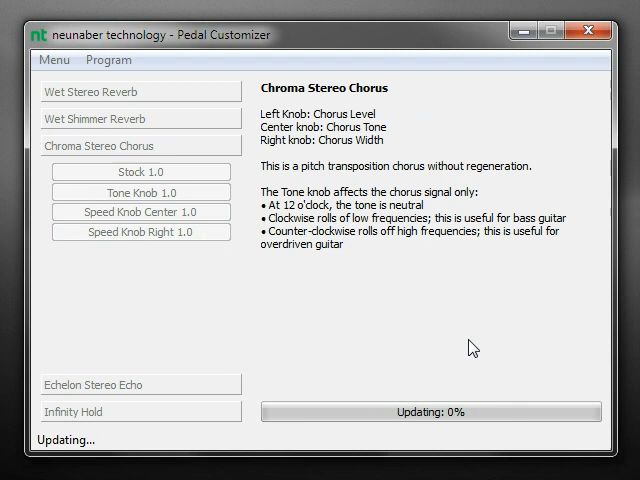 nt neunaber technology - Pedal Customizer
Menu Program
Wet Stereo Reverb
Wet Shimmer Reverb
Chroma Stereo Chorus
Stock 1.0
Tone Knob 1.0
Speed Knob Center 1.0
Speed Knob Right 1.0
Echelon Stereo Echo
Infinity Hold
Updating...
Chroma Stereo Chorus
Left Knob: Chorus Level
Center knob: Chorus Tone
Right knob: Chorus Width
This is a pitch transposition chorus without regeneration.
The Tone knob affects the chorus signal only:
• At 12 o'clock, the tone is neutral
• Clockwise rolls of low frequencies; this is useful for bass guitar
• Counter-clockwise rolls off high frequencies; this is useful for
overdriven guitar
Updating: 0%